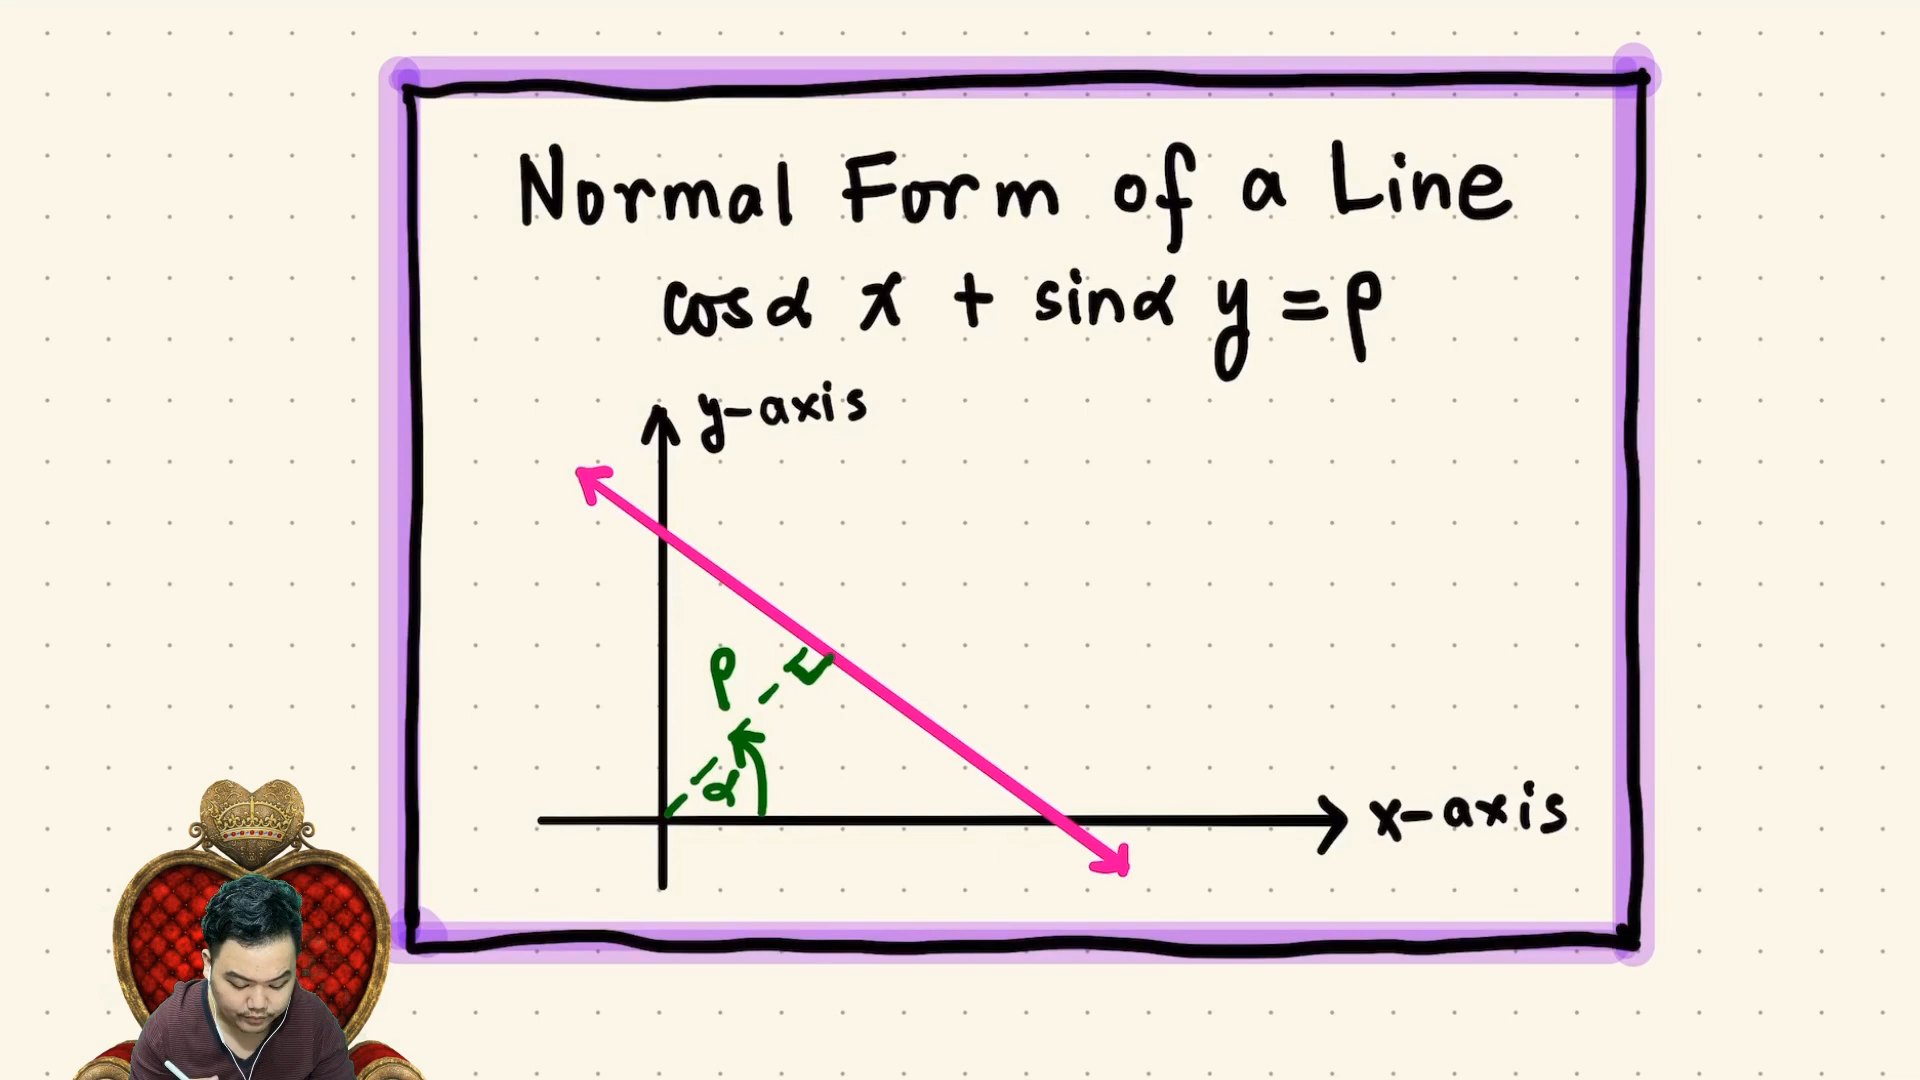 Normal Form of a Line
cosα x + sinα y = p
y-axis
p
α
x-axis